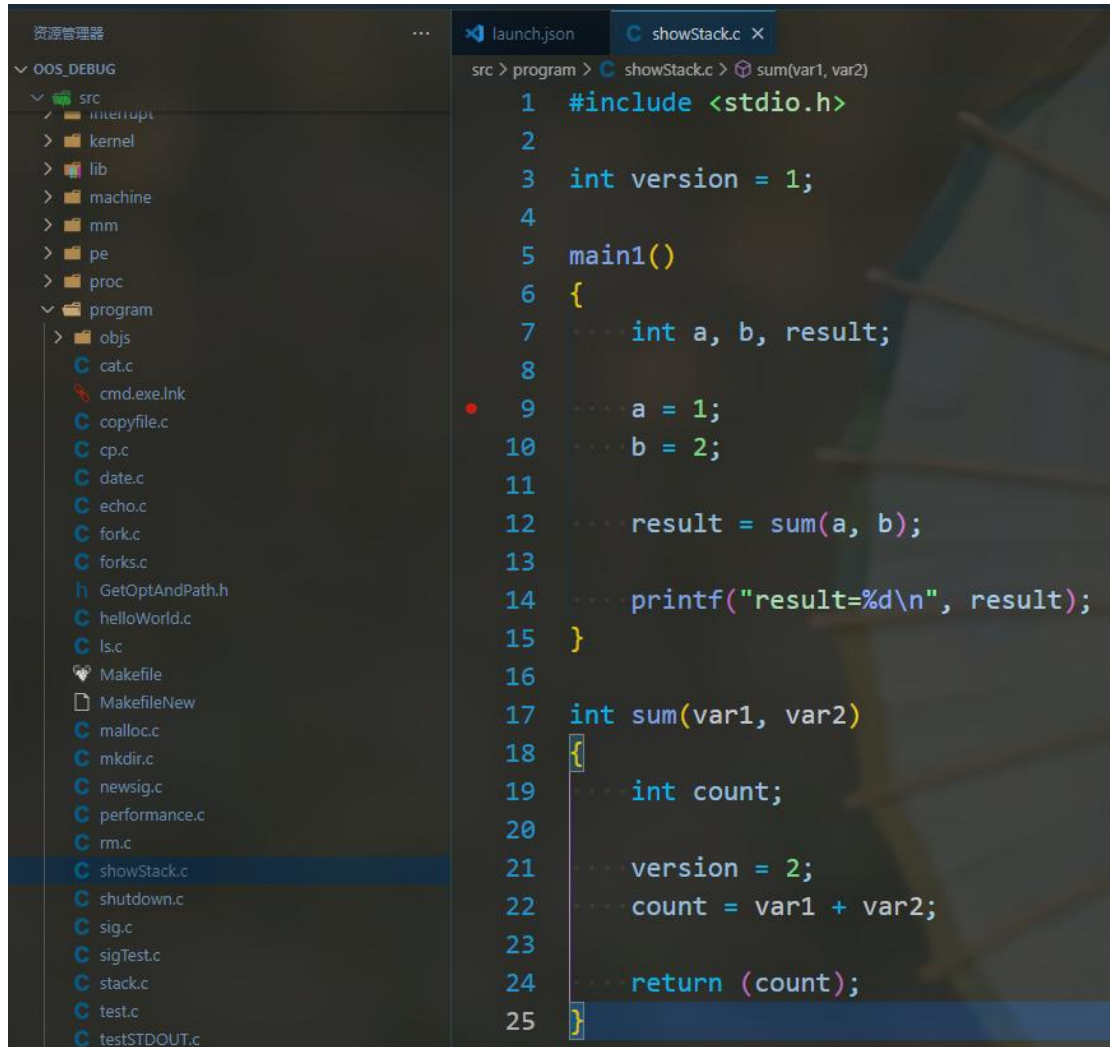 资源管理器
OOS_DEBUG
src
interrupt
kernel
lib
machine
mm
pe
proc
program
objs
cat.c
cmd.exe.lnk
copyfile.c
cp.c
date.c
echo.c
fork.c
forks.c
GetOptAndPath.h
helloWorld.c
ls.c
Makefile
MakefileNew
malloc.c
mkdir.c
newsig.c
performance.c
rm.c
showStack.c
shutdown.c
sig.c
sigTest.c
stack.c
test.c
testSTDOUT.c
launch.json
showStack.c
src > program > C showStack.c > sum(var1, var2)
1 #include <stdio.h>
2
3 int version = 1;
4
5 main1()
6 {
7 int a, b, result;
8
9 a = 1;
10 b = 2;
11
12 result = sum(a, b);
13
14 printf("result=%d\n", result);
15 }
16
17 int sum(var1, var2)
18 {
19 int count;
20
21 version = 2;
22 count = var1 + var2;
23
24 return (count);
25 }